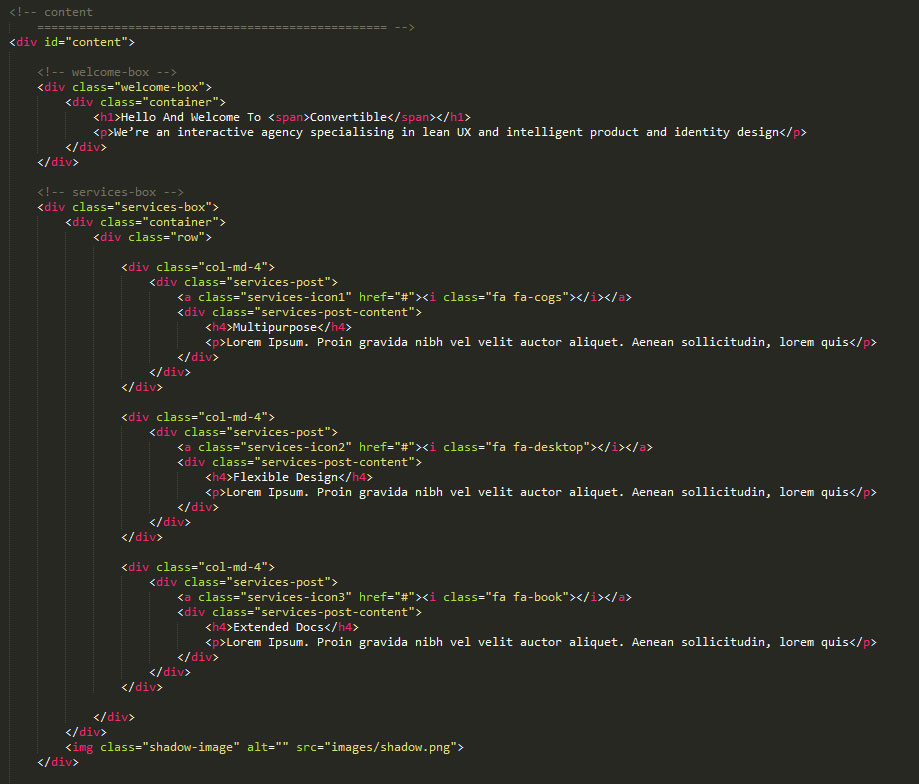 <!-- content
================================================== -->
<div id="content">
<!-- welcome-box -->
<div class="welcome-box">
<div class="container">
<h1>Hello And Welcome To <span>Convertible</span></h1>
<p>We’re an interactive agency specialising in lean UX and intelligent product and identity design</p>
</div>
</div>
<!-- services-box -->
<div class="services-box">
<div class="container">
<div class="row">
<div class="col-md-4">
<div class="services-post">
<a class="services-icon1" href="#"><i class="fa fa-cogs"></i></a>
<div class="services-post-content">
<h4>Multipurpose</h4>
<p>Lorem Ipsum. Proin gravida nibh vel velit auctor aliquet. Aenean sollicitudin, lorem quis</p>
</div>
</div>
</div>
<div class="col-md-4">
<div class="services-post">
<a class="services-icon2" href="#"><i class="fa fa-desktop"></i></a>
<div class="services-post-content">
<h4>Flexible Design</h4>
<p>Lorem Ipsum. Proin gravida nibh vel velit auctor aliquet. Aenean sollicitudin, lorem quis</p>
</div>
</div>
</div>
<div class="col-md-4">
<div class="services-post">
<a class="services-icon3" href="#"><i class="fa fa-book"></i></a>
<div class="services-post-content">
<h4>Extended Docs</h4>
<p>Lorem Ipsum. Proin gravida nibh vel velit auctor aliquet. Aenean sollicitudin, lorem quis</p>
</div>
</div>
</div>
</div>
</div>
<img class="shadow-image" alt="" src="images/shadow.png">
</div>